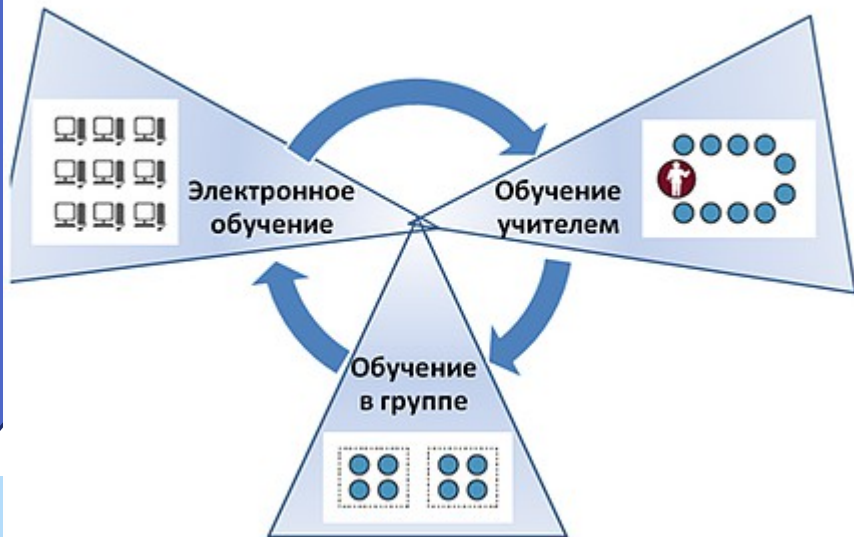 Электронное
обучение
Обучение
учителем
Обучение
в группе